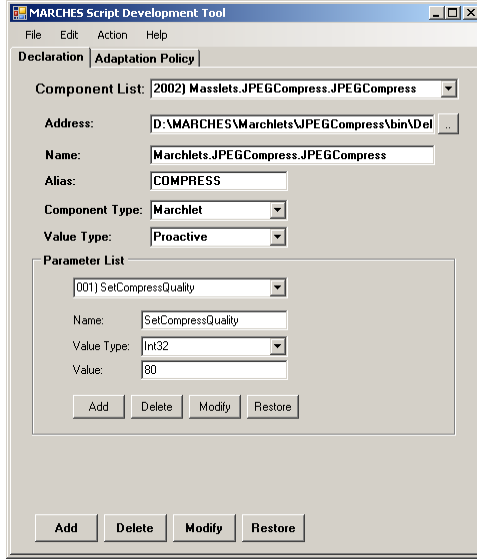 MARCHES Script Development Tool
File Edit Action Help
Declaration Adaptation Policy
Component List: 2002) Masslets.JPEGCompress.JPEGCompress
Address: D:\MARCHES\Marchlets\JPEGCompress\bin\Del ..
Name: Marchlets.JPEGCompress.JPEGCompress
Alias: COMPRESS
Component Type: Marchlet
Value Type: Proactive
Parameter List
001) SetCompressQuality
Name: SetCompressQuality
Value Type: Int32
Value: 80
Add Delete Modify Restore
Add Delete Modify Restore